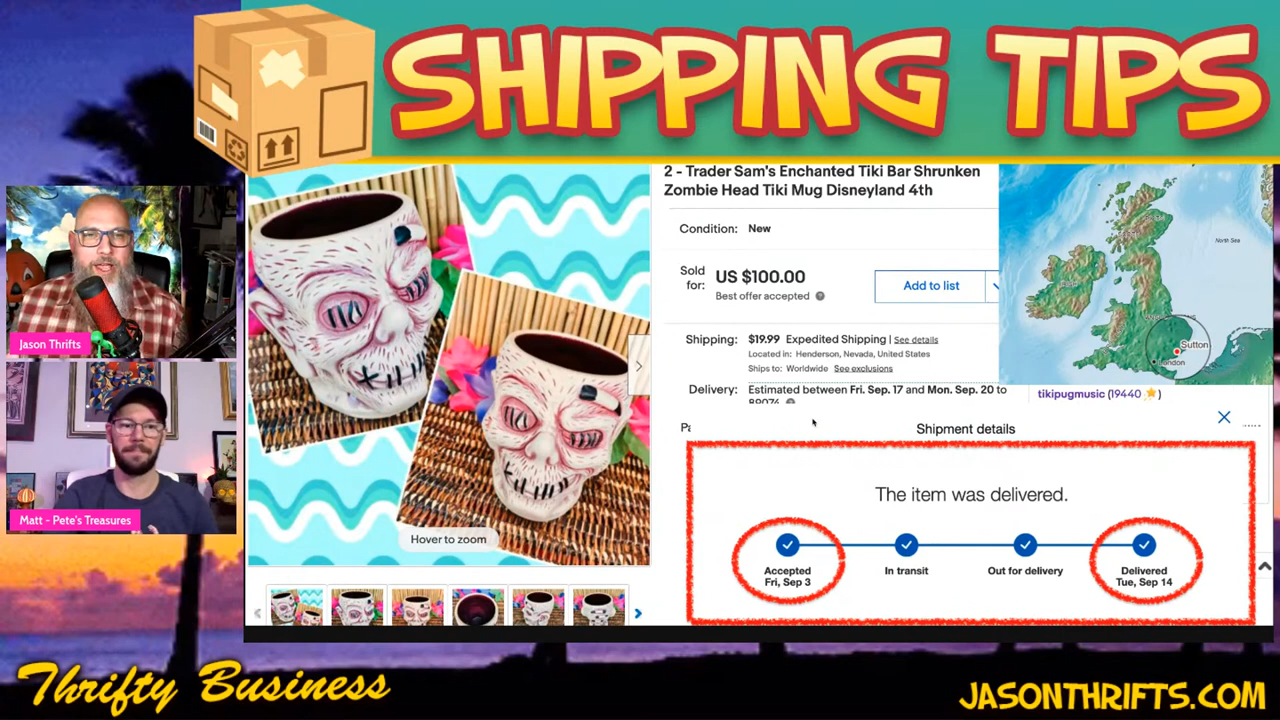 SHIPPING TIPS
2 - Trader Sam's Enchanted Tiki Bar Shrunken
Zombie Head Tiki Mug Disneyland 4th
Condition: New
Sold for: US $100.00
Best offer accepted
Add to list
Shipping: $19.99 Expedited Shipping | See details
Located in: Henderson, Nevada, United States
Ships to: Worldwide See exclusions
Delivery: Estimated between Fri. Sep. 17 and Mon. Sep. 20 to
North Sea
Sutton
London
tikipugmusic (19440 )
Jason Thrifts
Matt - Pete's Treasures
Hover to zoom
Shipment details
The item was delivered.
Accepted
Fri, Sep 3
In transit
Out for delivery
Delivered
Tue, Sep 14
Thrifty Business
JASONTHRIFTS.COM